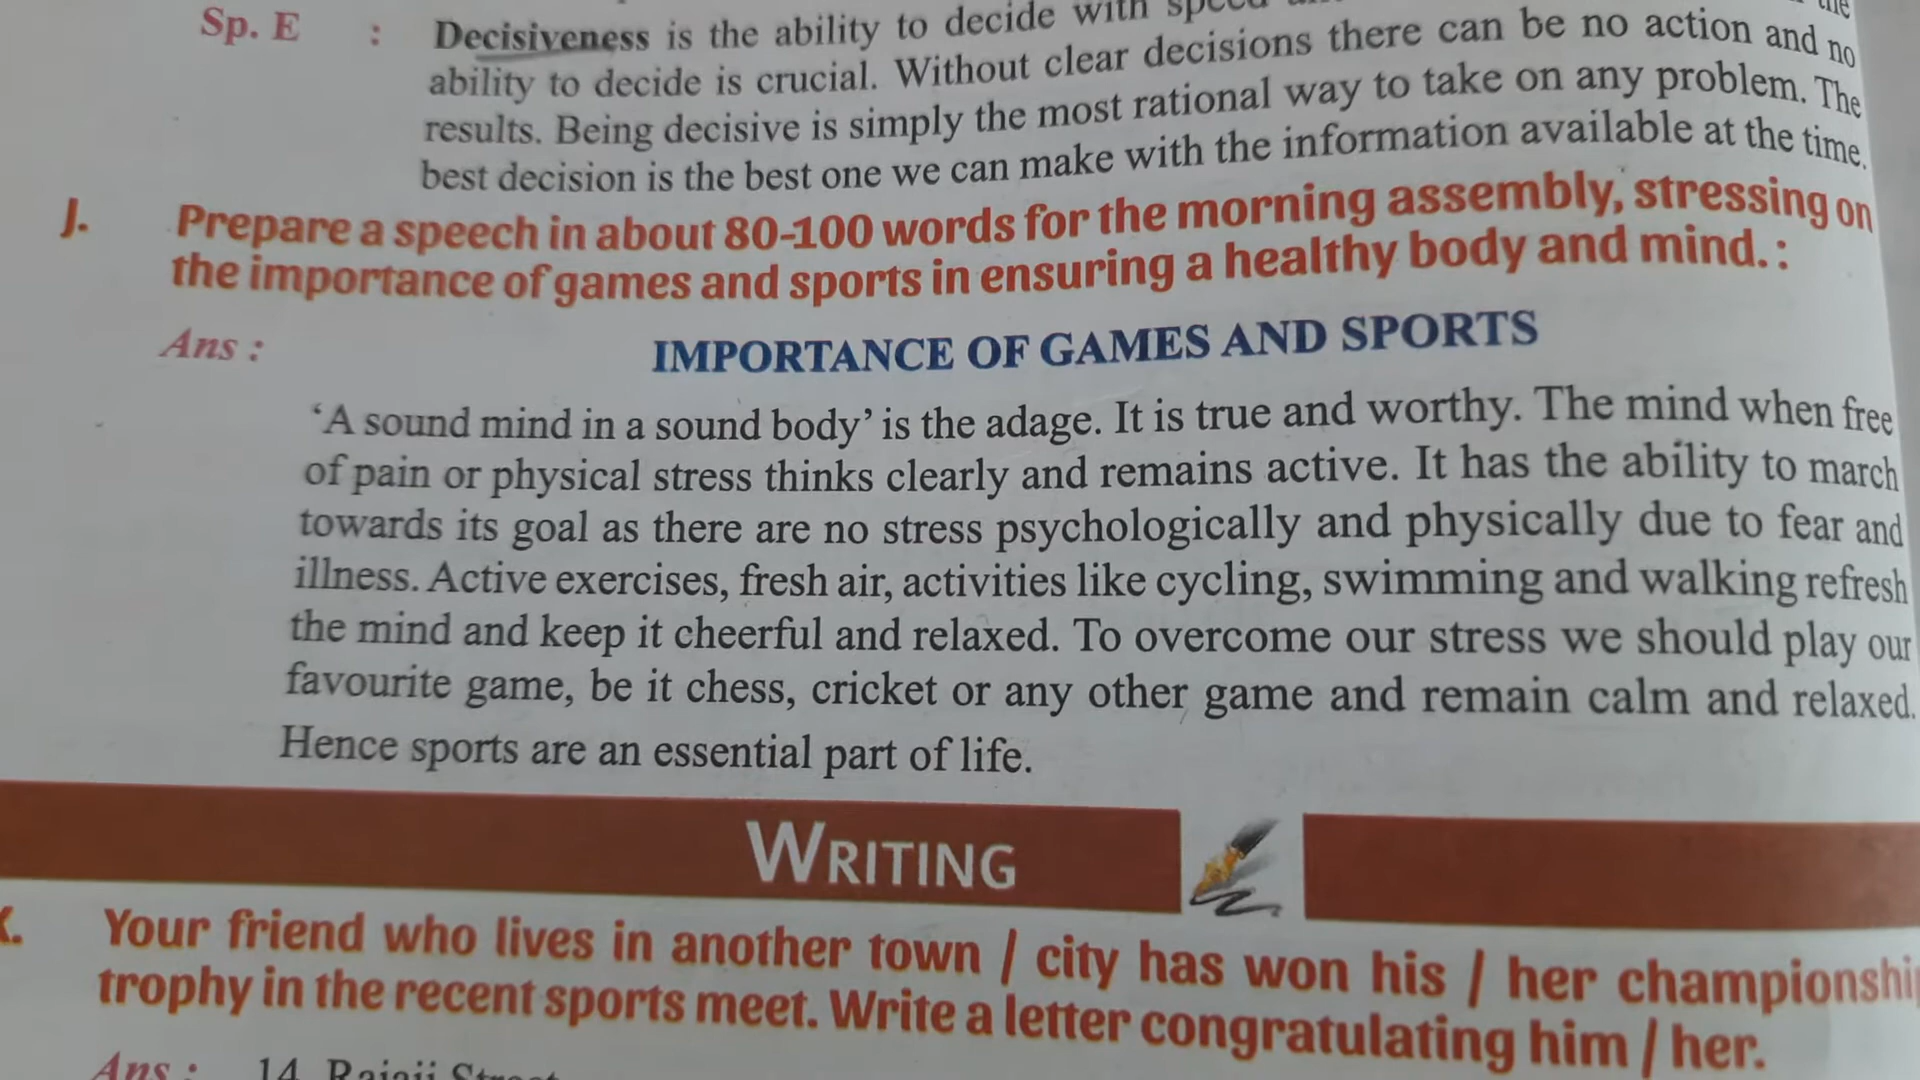 Sp. E : Decisiveness is the ability to decide with speed
ability to decide is crucial. Without clear decisions there can be no action and no
results. Being decisive is simply the most rational way to take on any problem. The
best decision is the best one we can make with the information available at the time.
J. Prepare a speech in about 80-100 words for the morning assembly, stressing on
the importance of games and sports in ensuring a healthy body and mind. :
Ans : IMPORTANCE OF GAMES AND SPORTS
‘A sound mind in a sound body’ is the adage. It is true and worthy. The mind when free
of pain or physical stress thinks clearly and remains active. It has the ability to march
towards its goal as there are no stress psychologically and physically due to fear and
illness. Active exercises, fresh air, activities like cycling, swimming and walking refresh
the mind and keep it cheerful and relaxed. To overcome our stress we should play our
favourite game, be it chess, cricket or any other game and remain calm and relaxed.
Hence sports are an essential part of life.
WRITING
K. Your friend who lives in another town / city has won his / her championshi
trophy in the recent sports meet. Write a letter congratulating him / her.
Ans : 14, Rajaji Street